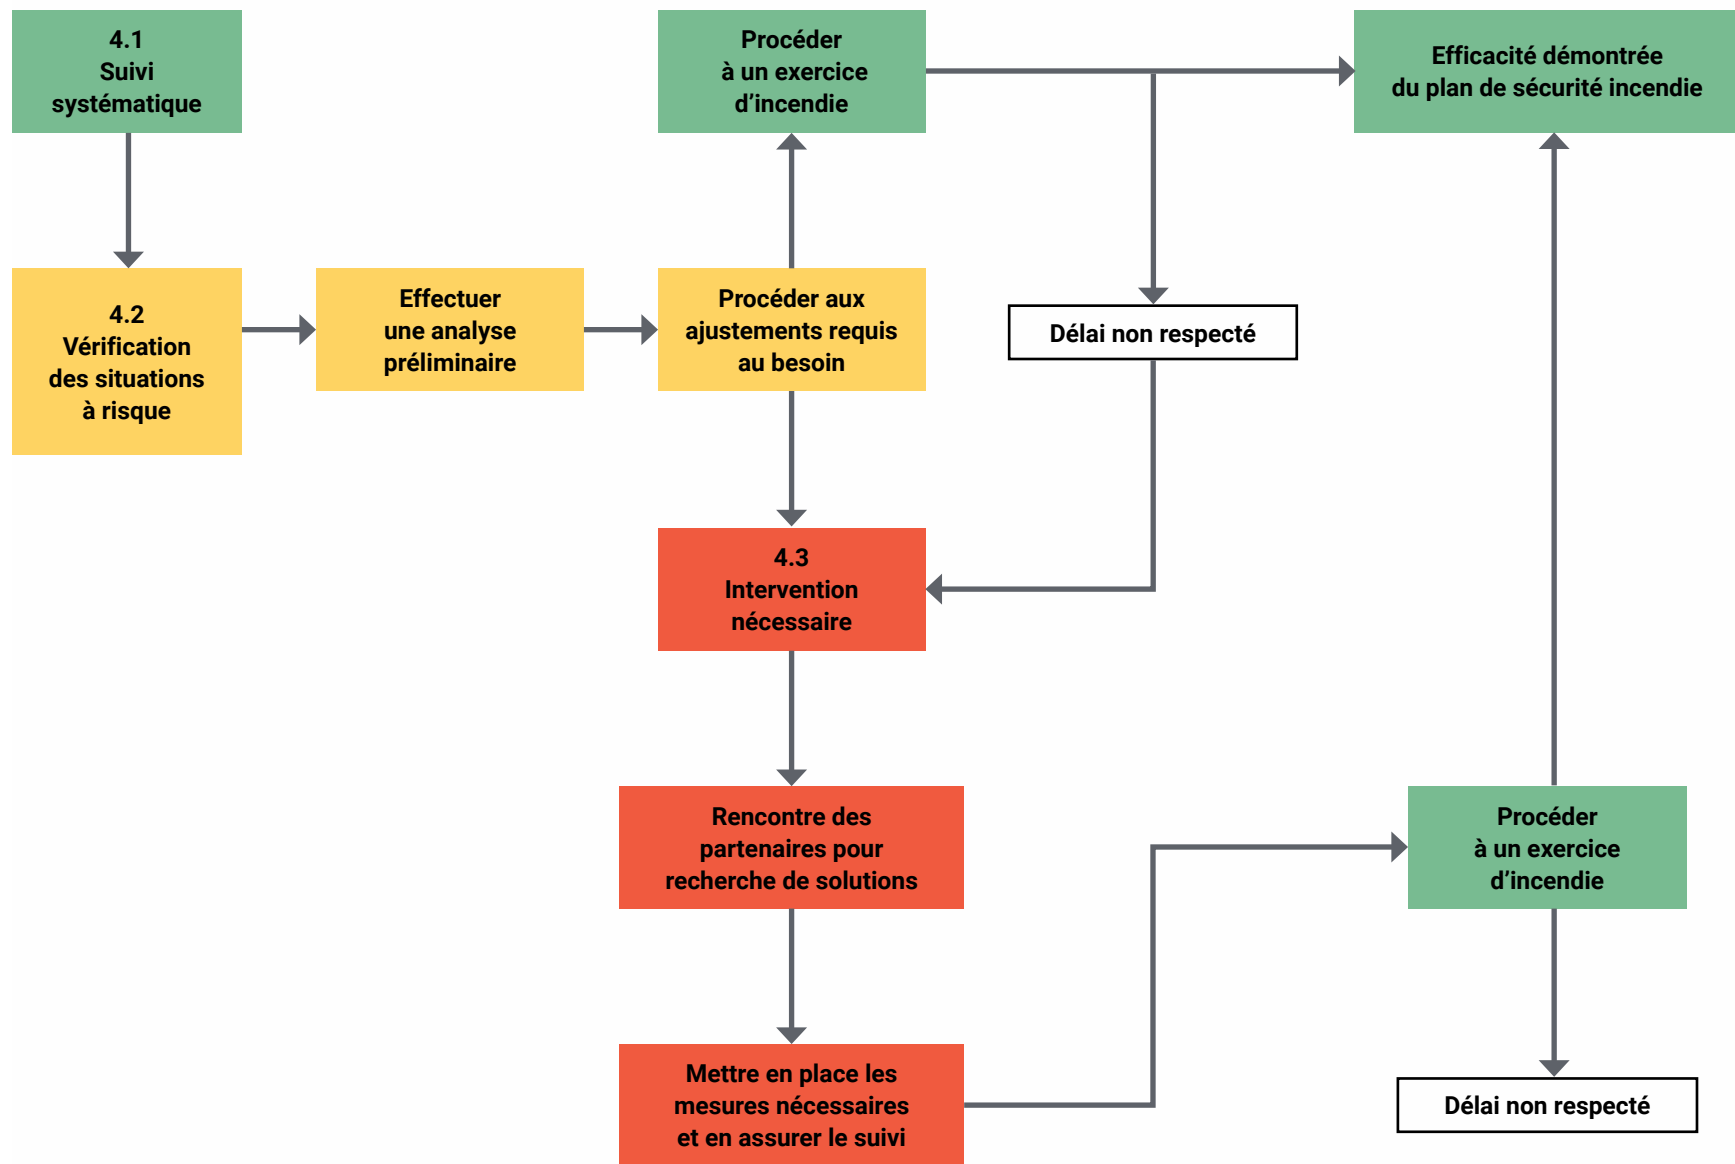 4.1
Suivi
systématique
Procéder
à un exercice
d’incendie
Efficacité démontrée
du plan de sécurité incendie
4.2
Vérification
des situations
à risque
Effectuer
une analyse
préliminaire
Procéder aux
ajustements requis
au besoin
Délai non respecté
4.3
Intervention
nécessaire
Rencontre des
partenaires pour
recherche de solutions
Procéder
à un exercice
d’incendie
Mettre en place les
mesures nécessaires
et en assurer le suivi
Délai non respecté